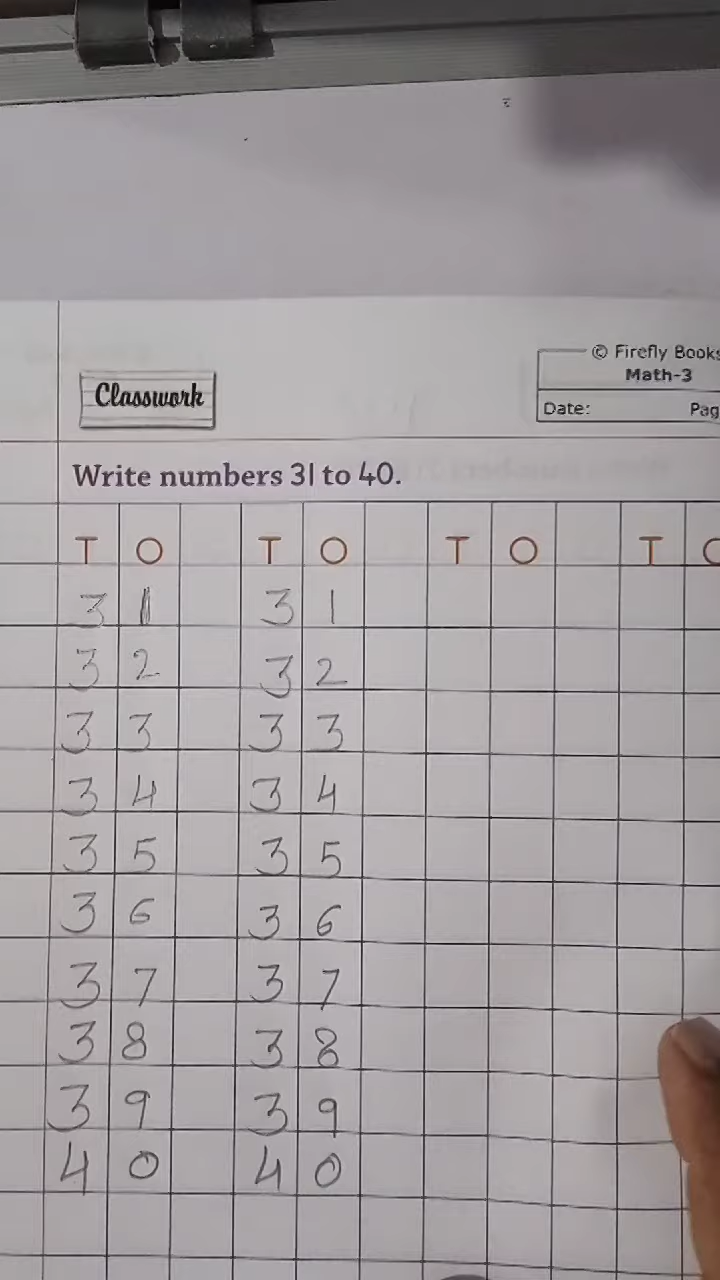 © Firefly Books
Math-3
Classwork
Date:
Write numbers 31 to 40.
T O T O T O T
3 1 3 1
3 2 3 2
3 3 3 3
3 4 3 4
3 5 3 5
3 6 3 6
3 7 3 7
3 8 3 8
3 9 3 9
4 0 4 0